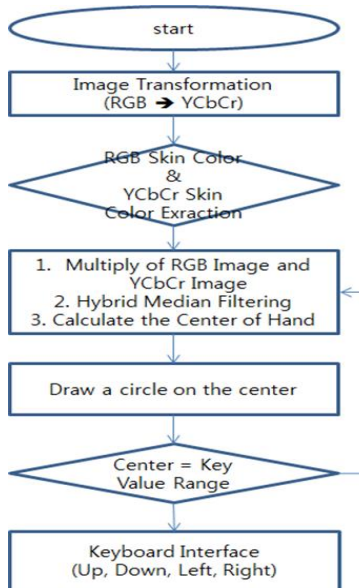 start
Image Transformation
(RGB ➔ YCbCr)
RGB Skin Color
&
YCbCr Skin
Color Exraction
1. Multiply of RGB Image and
YCbCr Image
2. Hybrid Median Filtering
3. Calculate the Center of Hand
Draw a circle on the center
Center = Key
Value Range
Keyboard Interface
(Up, Down, Left, Right)